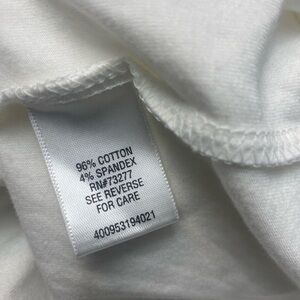 96% COTTON
4% SPANDEX
RN#73277
SEE REVERSE
FOR CARE
400953194021